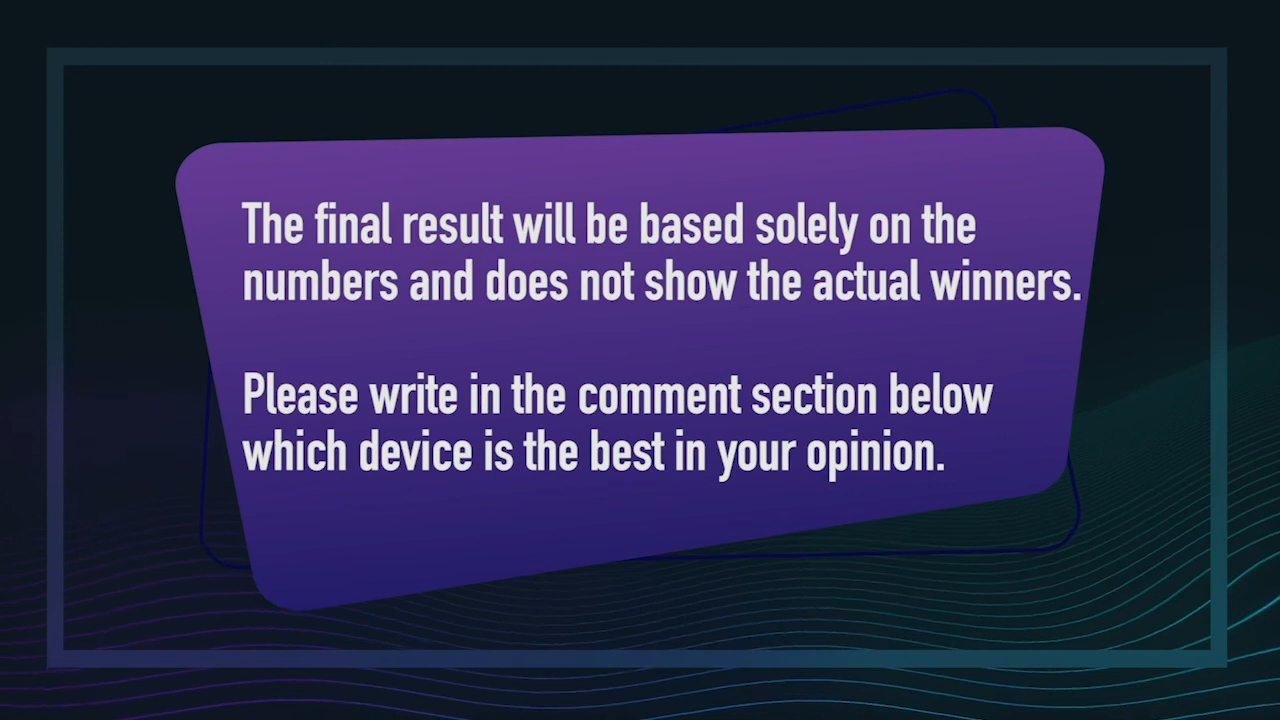 The final result will be based solely on the
numbers and does not show the actual winners.
Please write in the comment section below
which device is the best in your opinion.